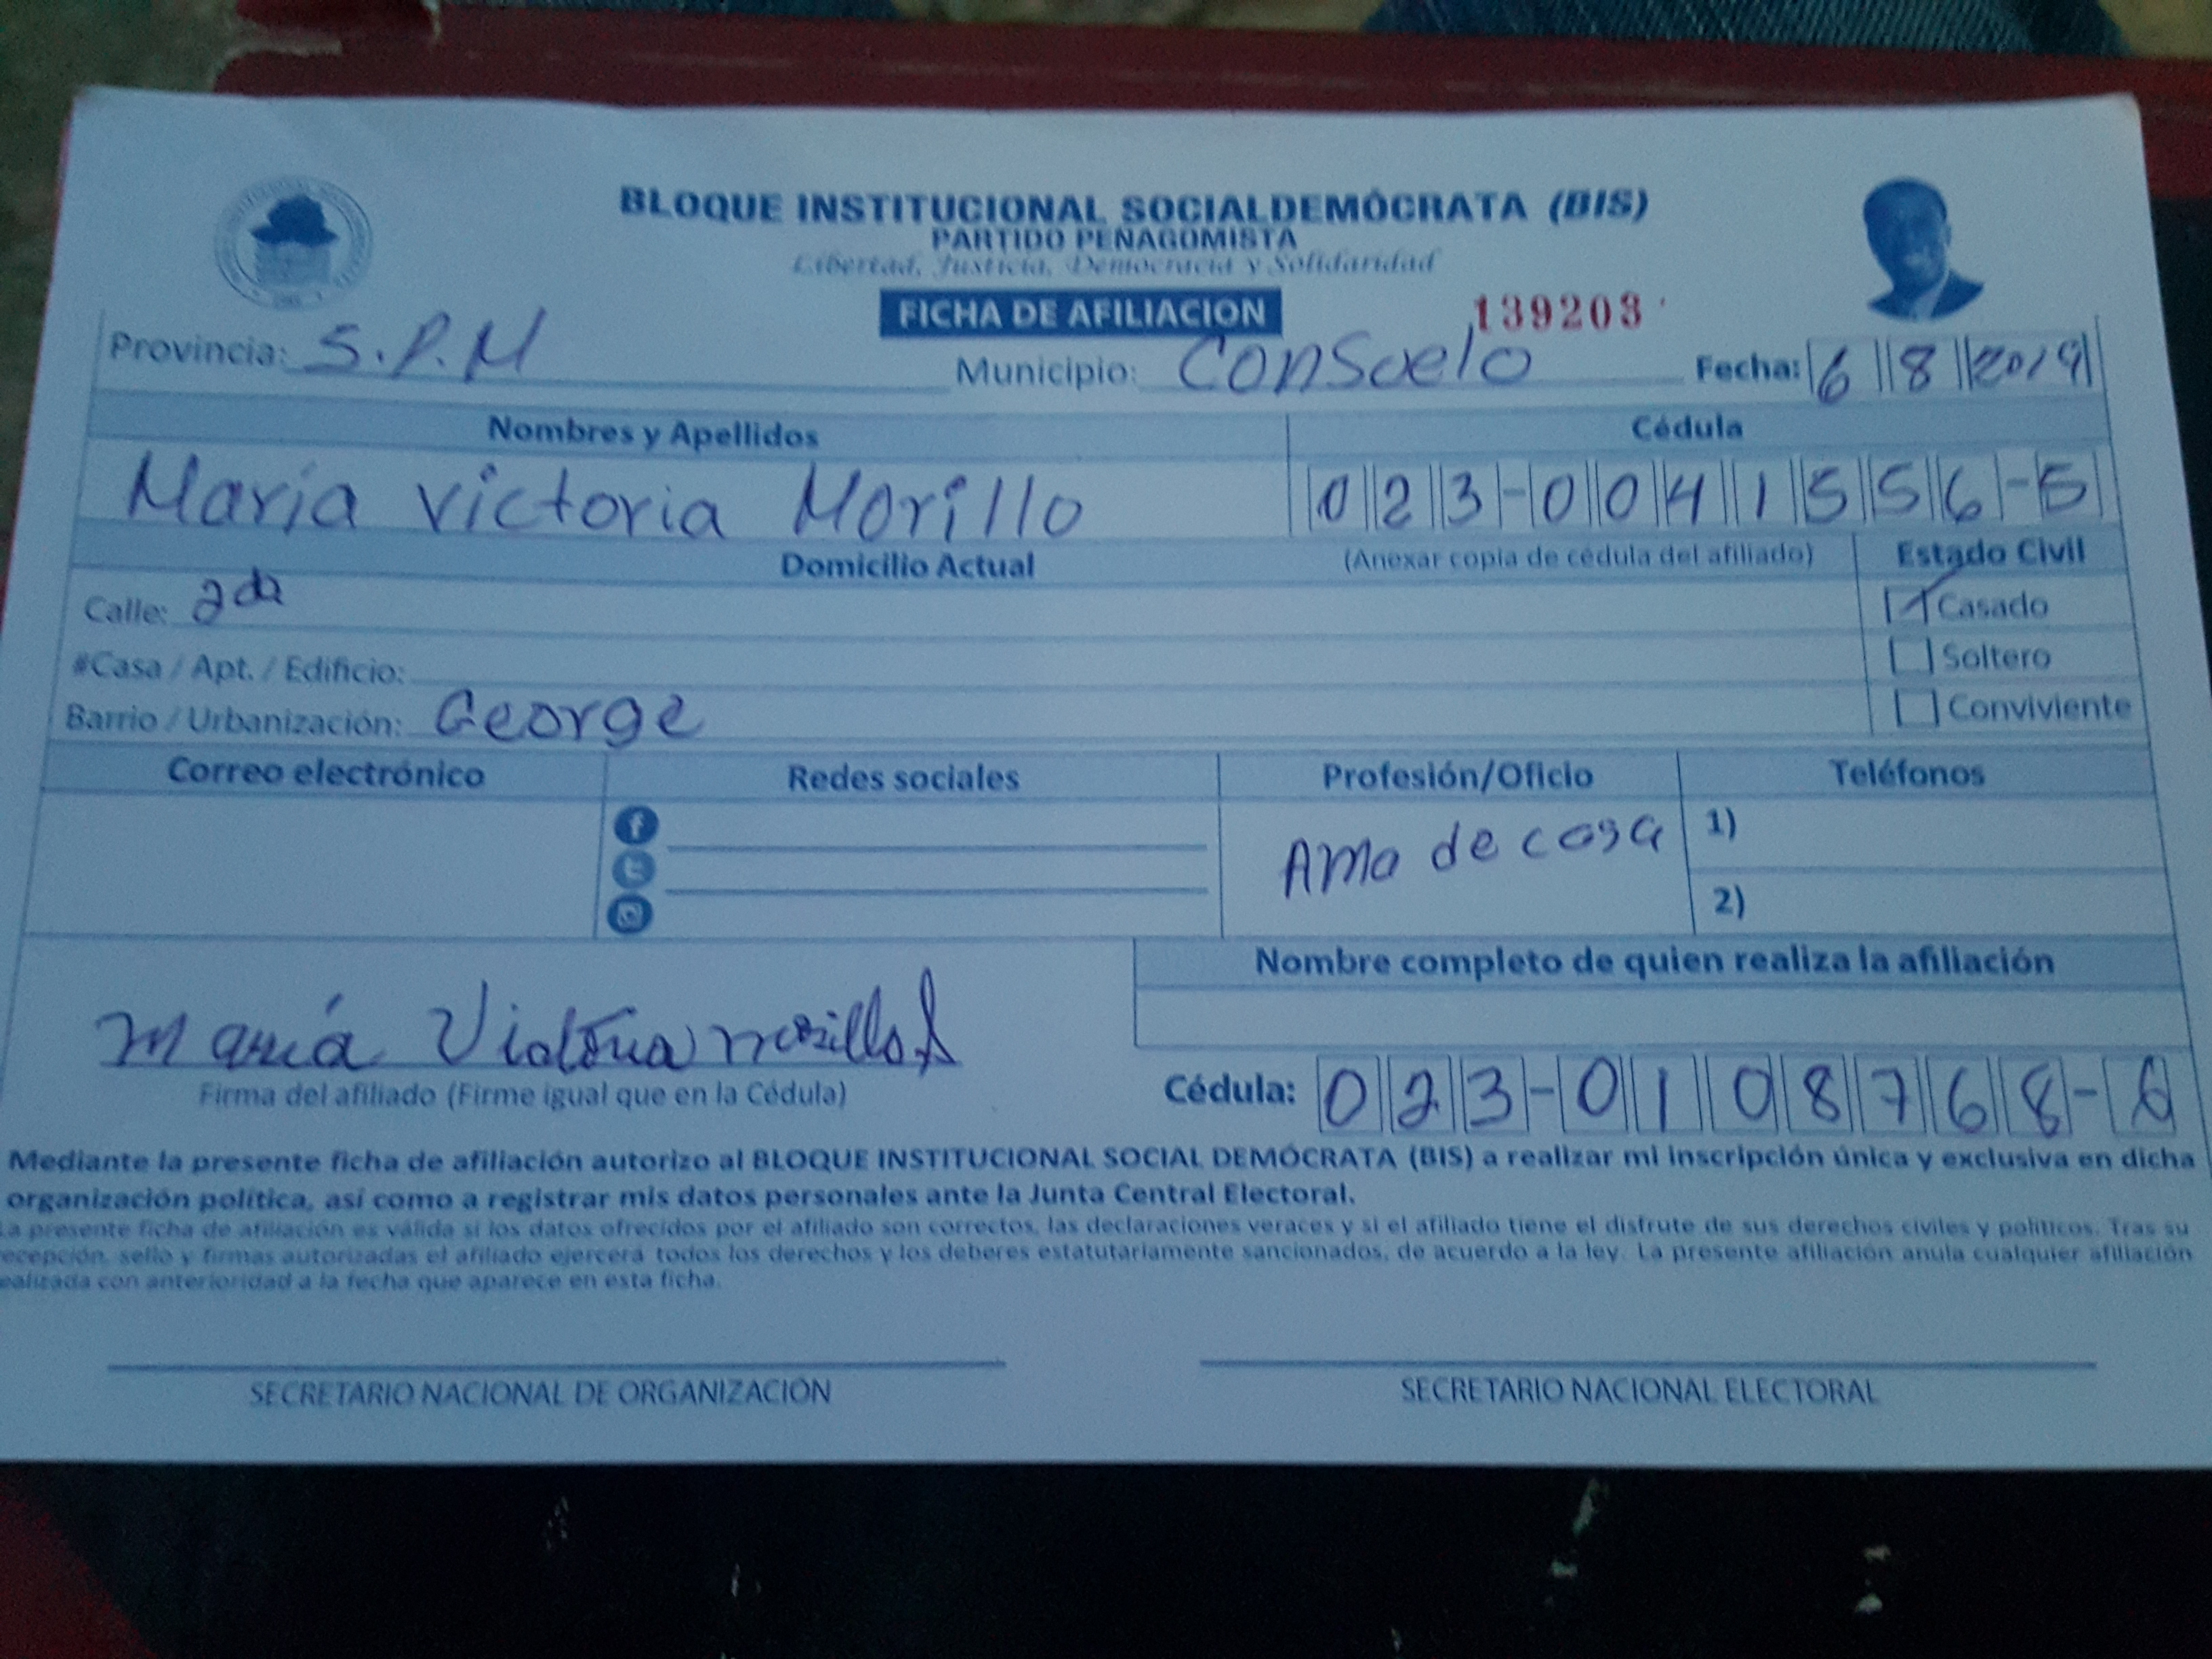 BLOQUE INSTITUCIONAL SOCIALDEMÓCRATA (BIS)
PARTIDO PEÑAGOMISTA
Libertad, Justicia, Democracia y Solidaridad
FICHA DE AFILIACION 139203
Provincia: S.P.M Municipio: Consuelo Fecha: 6 8 2019
Nombres y Apellidos Cédula
María victoria Morillo 023-0041556-5
Domicilio Actual (Anexar copia de cédula del afiliado) Estado Civil
Calle: 2da Casado
#Casa / Apt. / Edificio: Soltero
Barrio / Urbanización: George Conviviente
Correo electrónico Redes sociales Profesión/Oficio Teléfonos
Ama de casa 1)
2)
Nombre completo de quien realiza la afiliación
María Victoria morillo
Firma del afiliado (Firme igual que en la Cédula) Cédula: 023-0108768-6
Mediante la presente ficha de afiliación autorizo al BLOQUE INSTITUCIONAL SOCIAL DEMÓCRATA (BIS) a realizar mi inscripción única y exclusiva en dicha
organización política, así como a registrar mis datos personales ante la Junta Central Electoral.
La presente ficha de afiliación es válida si los datos ofrecidos por el afiliado son correctos, las declaraciones veraces y si el afiliado tiene el disfrute de sus derechos civiles y políticos. Tras su
ecepción, sello y firmas autorizadas el afiliado ejercerá todos los derechos y los deberes estatutariamente sancionados, de acuerdo a la ley. La presente afiliación anula cualquier afiliación
ealizada con anterioridad a la fecha que aparece en esta ficha.
SECRETARIO NACIONAL DE ORGANIZACIÓN SECRETARIO NACIONAL ELECTORAL